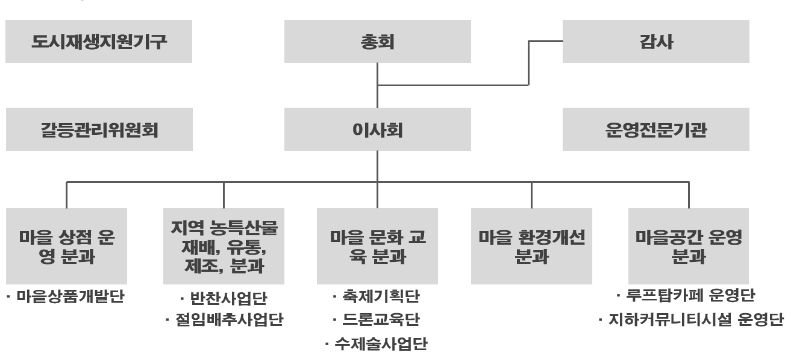 도시재생지원기구
총회
감사
갈등관리위원회
이사회
운영전문기관
마을 상점 운
영 분과
지역 농특산물
재배, 유통,
제조, 분과
마을 문화 교
육 분과
마을 환경개선
분과
마을공간 운영
분과
· 마을상품개발단
· 반찬사업단
· 절임배추사업단
· 축제기획단
· 드론교육단
· 수제술사업단
· 루프탑카페 운영단
· 지하커뮤니티시설 운영단